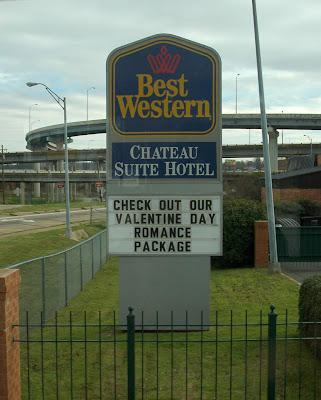 Best
Western
CHATEAU
SUITE HOTEL
CHECK OUT OUR
VALENTINE DAY
ROMANCE
PACKAGE